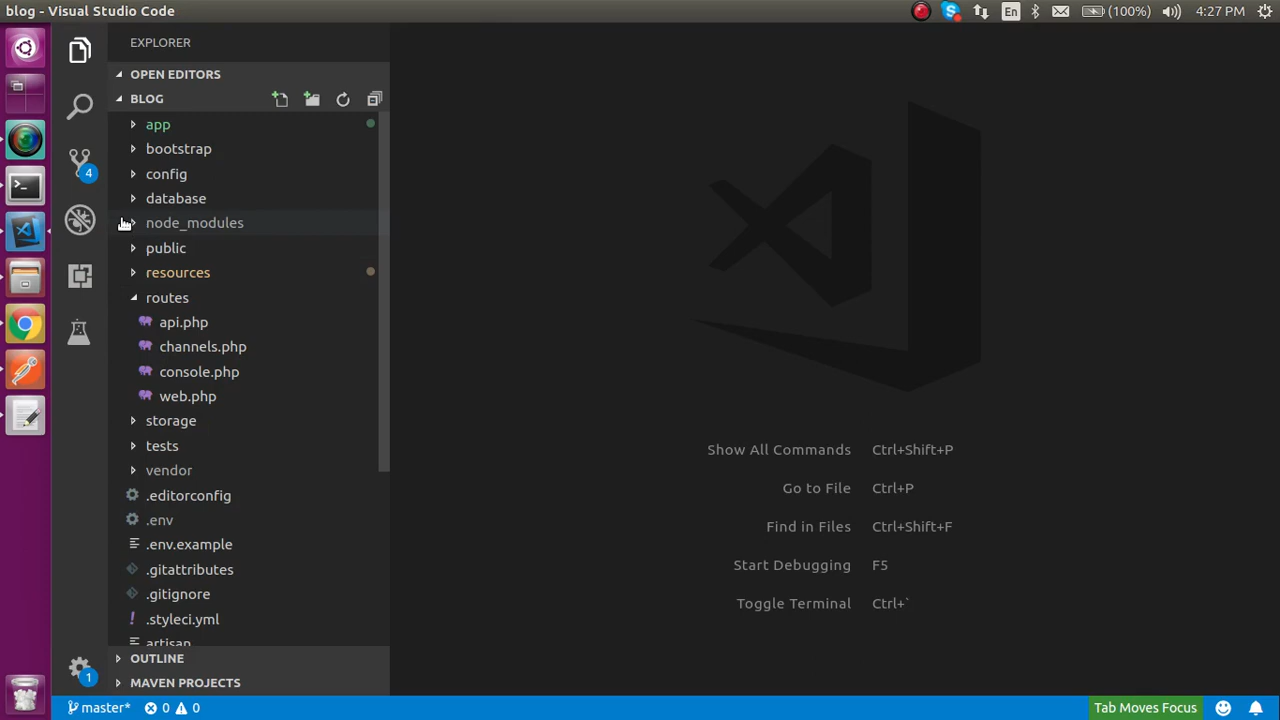 blog - Visual Studio Code
En
(100%)
4:27 PM
EXPLORER
OPEN EDITORS
BLOG
app
bootstrap
config
4
database
node_modules
public
resources
routes
api.php
channels.php
console.php
web.php
storage
tests
vendor
.editorconfig
.env
.env.example
.gitattributes
.gitignore
.styleci.yml
artisan
OUTLINE
MAVEN PROJECTS
1
Show All Commands Ctrl+Shift+P
Go to File Ctrl+P
Find in Files Ctrl+Shift+F
Start Debugging F5
Toggle Terminal Ctrl+`
master* 0 0
Tab Moves Focus